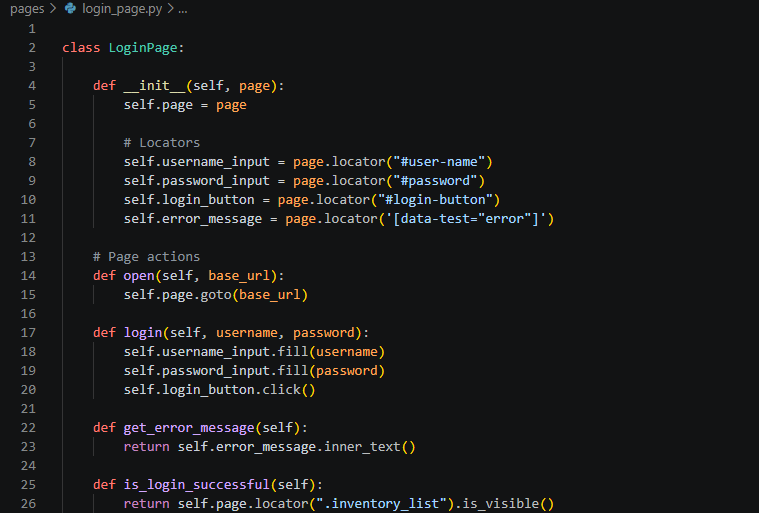 pages > login_page.py > ...
1
2 class LoginPage:
3
4     def __init__(self, page):
5         self.page = page
6
7         # Locators
8         self.username_input = page.locator("#user-name")
9         self.password_input = page.locator("#password")
10         self.login_button = page.locator("#login-button")
11         self.error_message = page.locator('[data-test="error"]')
12
13     # Page actions
14     def open(self, base_url):
15         self.page.goto(base_url)
16
17     def login(self, username, password):
18         self.username_input.fill(username)
19         self.password_input.fill(password)
20         self.login_button.click()
21
22     def get_error_message(self):
23         return self.error_message.inner_text()
24
25     def is_login_successful(self):
26         return self.page.locator(".inventory_list").is_visible()